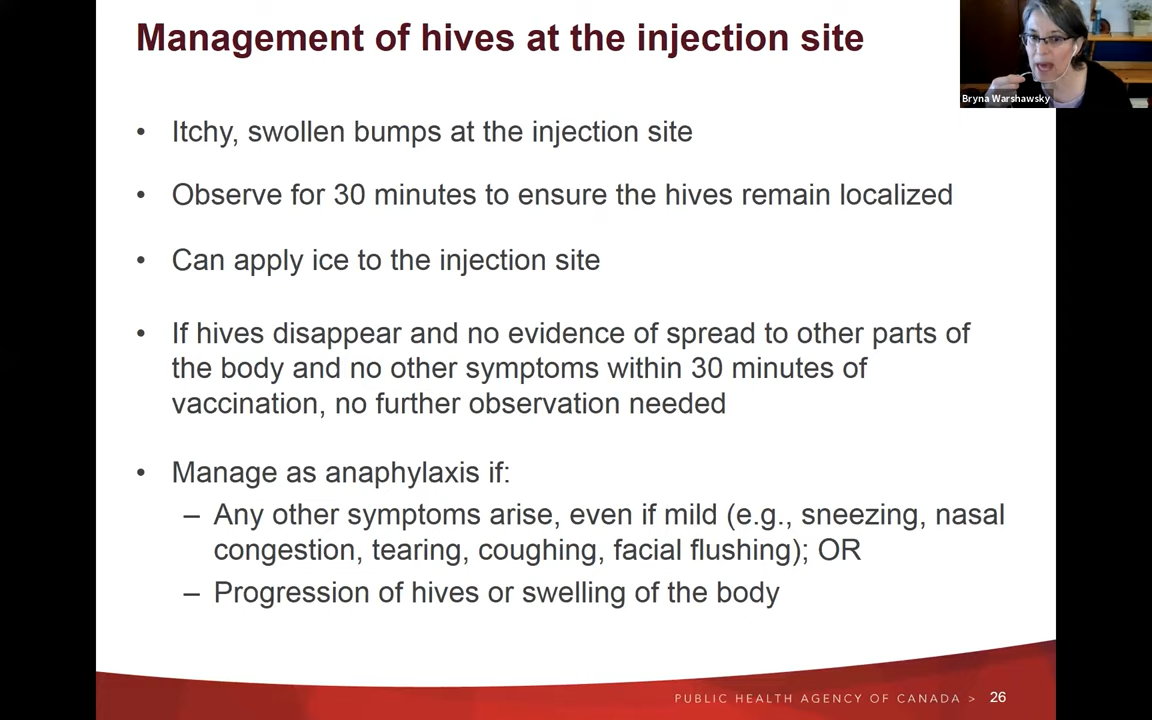 Management of hives at the injection site
Bryna Warshawsky
• Itchy, swollen bumps at the injection site
• Observe for 30 minutes to ensure the hives remain localized
• Can apply ice to the injection site
• If hives disappear and no evidence of spread to other parts of
the body and no other symptoms within 30 minutes of
vaccination, no further observation needed
• Manage as anaphylaxis if:
– Any other symptoms arise, even if mild (e.g., sneezing, nasal
congestion, tearing, coughing, facial flushing); OR
– Progression of hives or swelling of the body
PUBLIC HEALTH AGENCY OF CANADA > 26